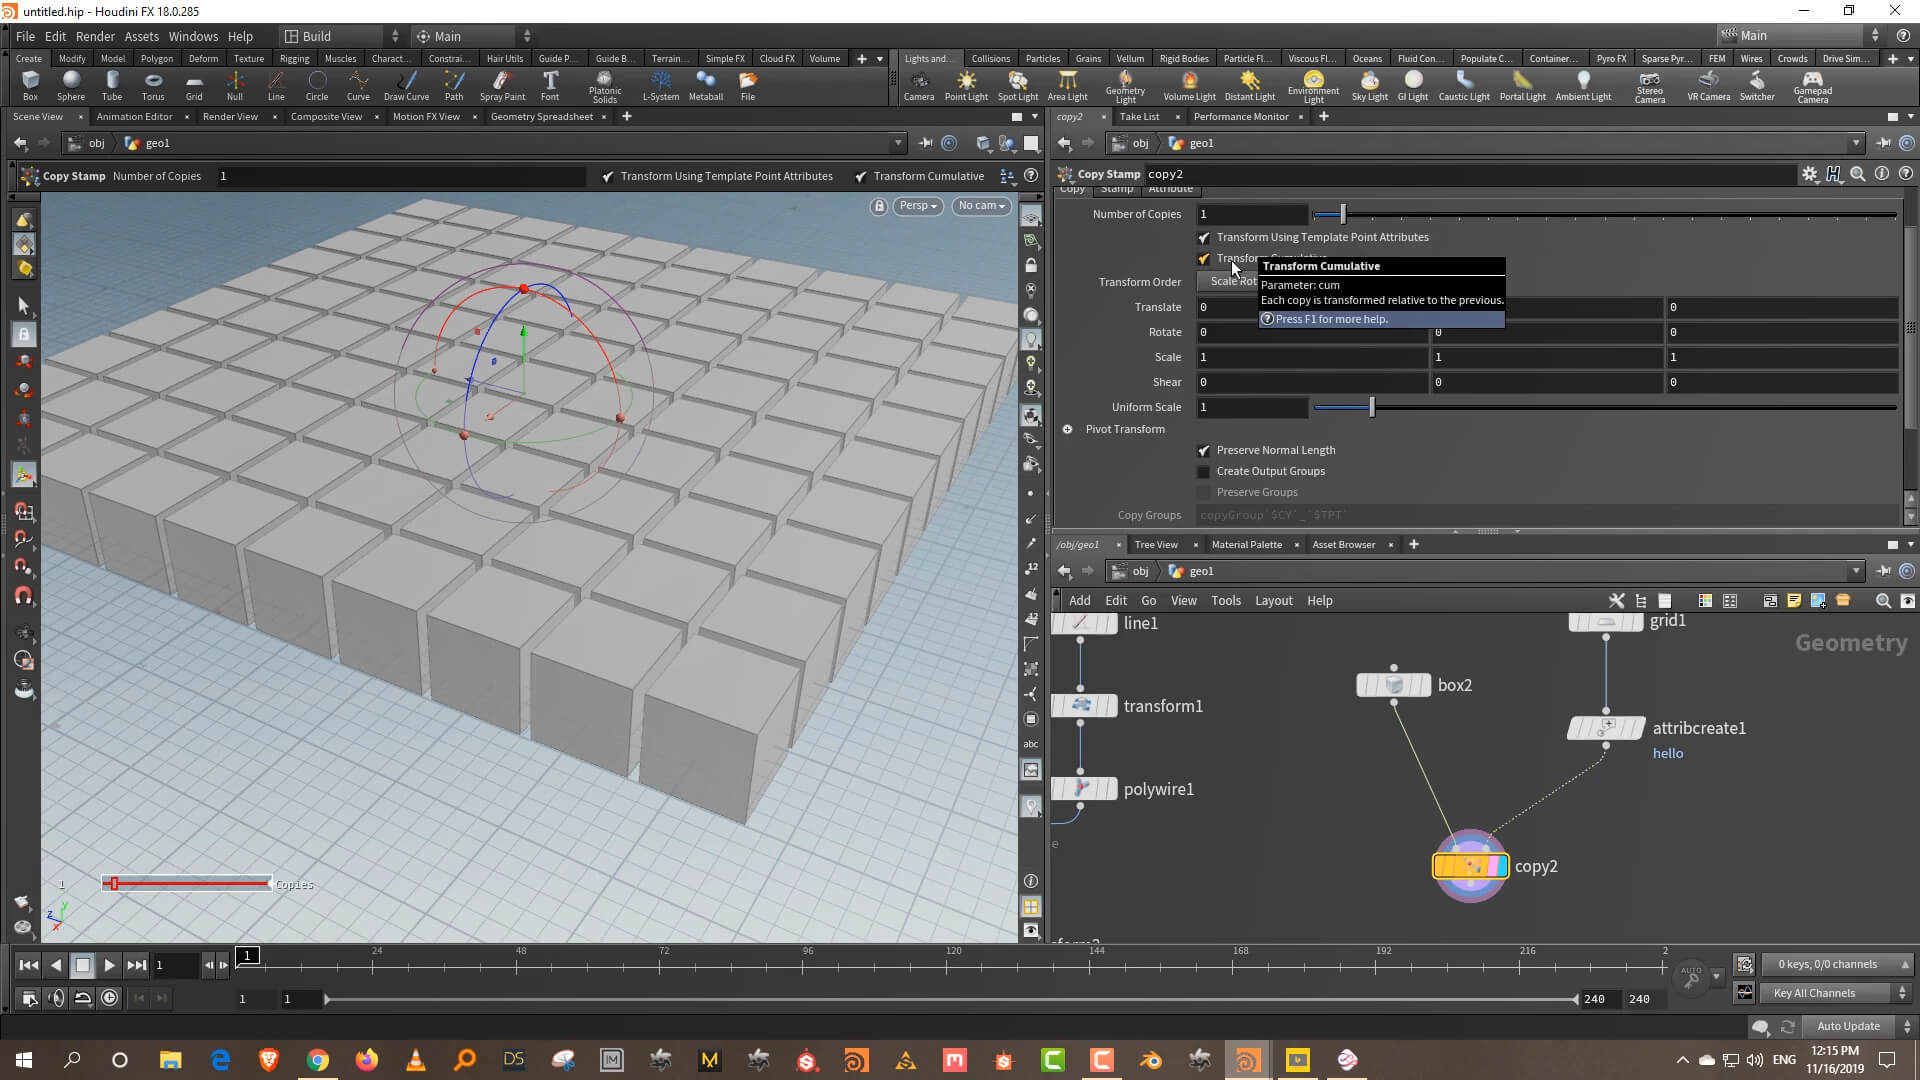 untitled.hip - Houdini FX 18.0.285
File Edit Render Assets Windows Help Build Main Main
Create Modify Model Polygon Deform Texture Rigging Muscles Charact... Constrai... Hair Utils Guide P... Guide B... Terrain... Simple FX Cloud FX Volume
Lights and... Collisions Particles Grains Vellum Rigid Bodies Particle Fl... Viscous Fl... Oceans Fluid Con... Populate C... Container... Pyro FX Sparse Pyr... FEM Wires Crowds Drive Sim...
Box Sphere Tube Torus Grid Null Line Circle Curve Draw Curve Path Spray Paint Font Platonic Solids L-System Metaball File
Camera Point Light Spot Light Area Light Geometry Light Volume Light Distant Light Environment Light Sky Light GI Light Caustic Light Portal Light Ambient Light Stereo Camera VR Camera Switcher Gamepad Camera
Scene View Animation Editor Render View Composite View Motion FX View Geometry Spreadsheet
copy2 Take List Performance Monitor
obj geo1
obj geo1
Copy Stamp Number of Copies 1 Transform Using Template Point Attributes Transform Cumulative
Copy Stamp copy2
Persp No cam
Copy Stamp Attribute
Number of Copies 1
Transform Using Template Point Attributes
Transform Cumulative
Transform Cumulative
Parameter: cum
Each copy is transformed relative to the previous.
Press F1 for more help.
Transform Order Scale Rot
Translate 0 0
Rotate 0 0 0
Scale 1 1 1
Shear 0 0 0
Uniform Scale 1
Pivot Transform
Preserve Normal Length
Create Output Groups
Preserve Groups
Copy Groups copyGroup`$CY`_`$TPT`
/obj/geo1 Tree View Material Palette Asset Browser
obj geo1
Add Edit Go View Tools Layout Help
Geometry
line1
grid1
box2
transform1
attribcreate1
hello
polywire1
copy2
12
abc
1 Copies
z y x
1 1 24 48 72 96 120 144 168 192 216 2
AUTO
0 keys, 0/0 channels
1 1 240 240
Key All Channels
Auto Update
DS
ENG
12:15 PM
11/16/2019